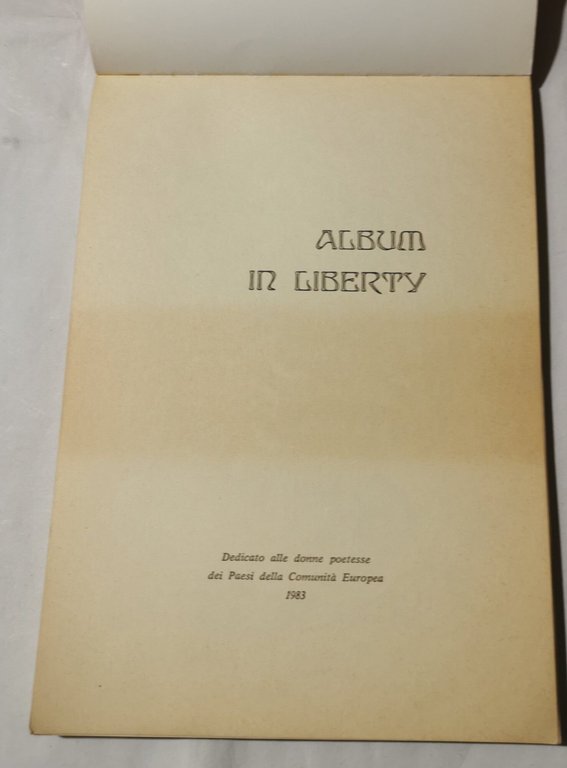 ALBUM
IN LIBERTY
Dedicato alle donne poetesse
dei Paesi della Comunità Europea
1983